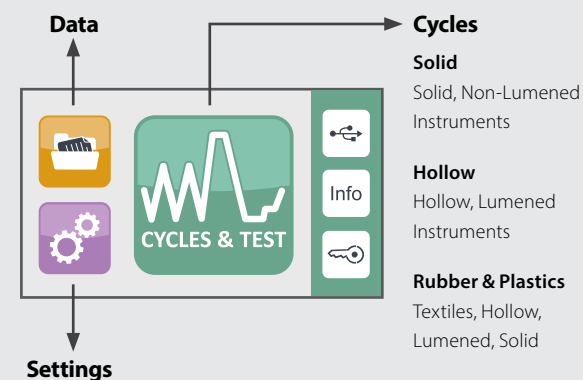 Data
Cycles
Solid
Solid, Non-Lumened
Instruments
Hollow
Hollow, Lumened
Instruments
Rubber & Plastics
Textiles, Hollow,
Lumened, Solid
CYCLES & TEST
Info
Settings